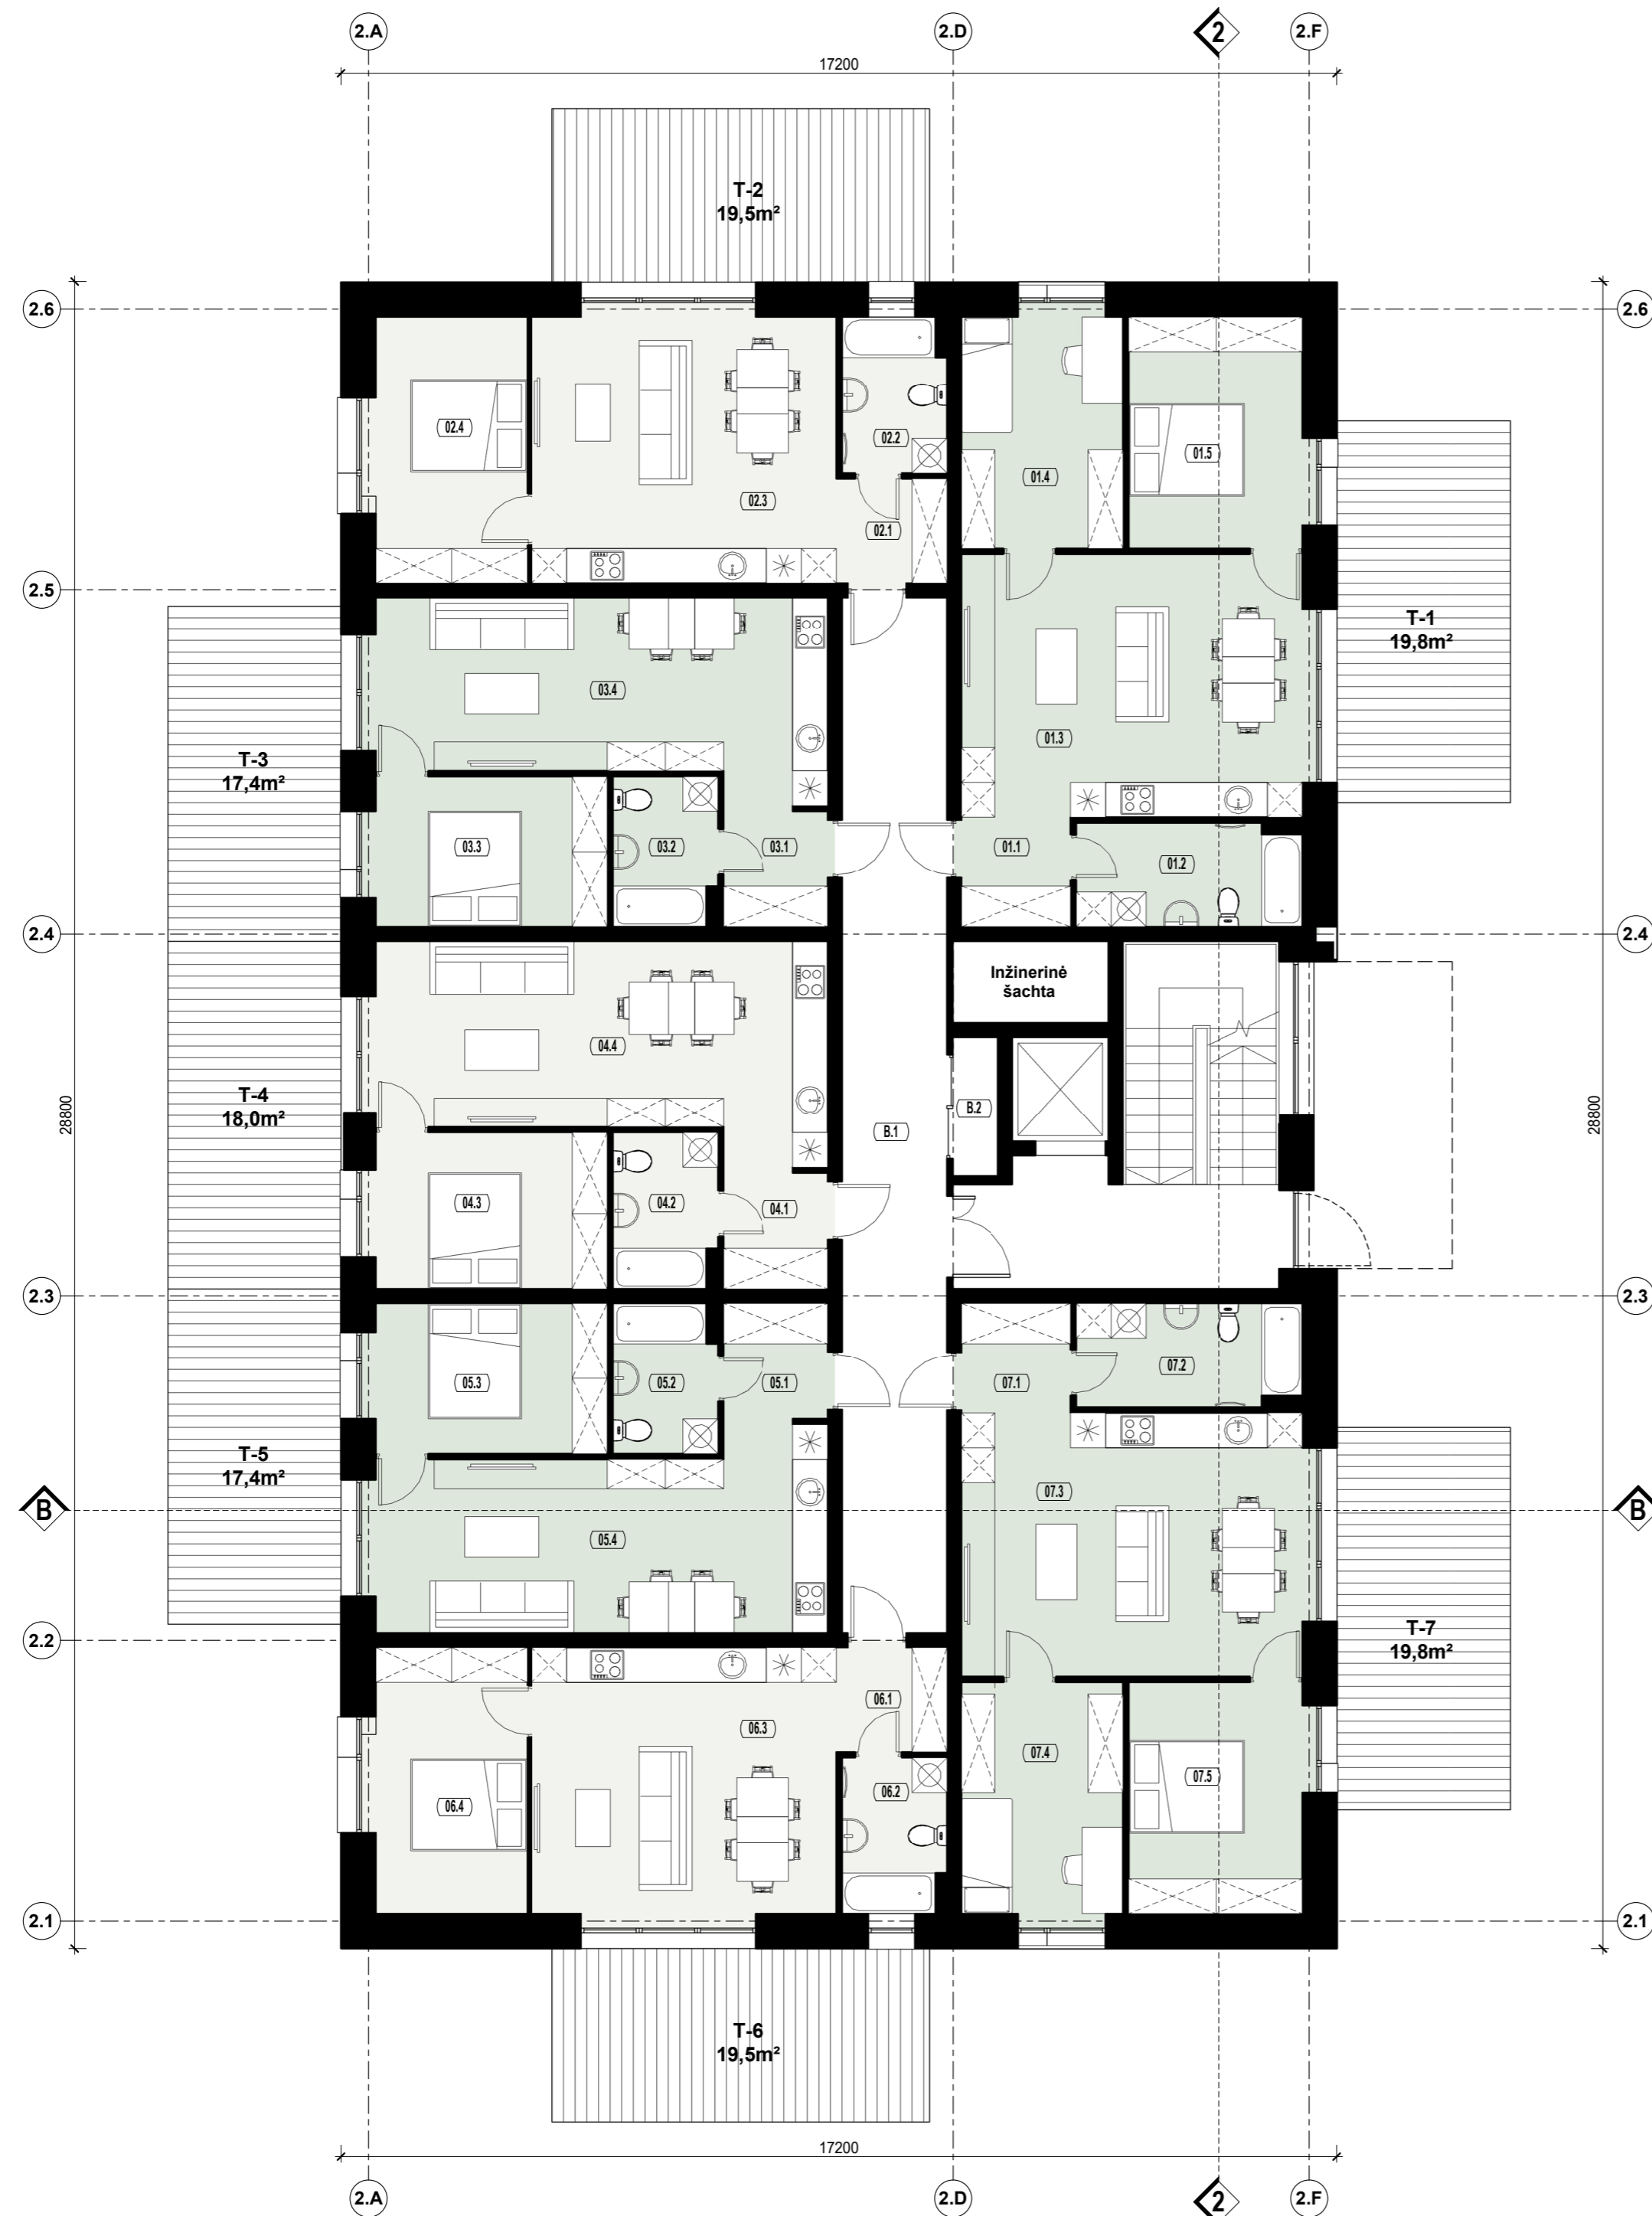 2.A
2.D
2
2.F
17200
T-2
19,5m²
2.6
2.6
02.4
02.2
02.3
02.1
01.4
01.5
2.5
T-1
19,8m²
03.4
01.3
T-3
17,4m²
03.3
03.2
03.1
01.1
01.2
2.4
2.4
Inžinerinė
šachta
04.4
T-4
18,0m²
28800
B.1
B.2
28800
04.3
04.2
04.1
2.3
2.3
05.3
05.2
05.1
07.1
07.2
T-5
17,4m²
07.3
B
B
05.4
2.2
T-7
19,8m²
06.1
06.3
07.4
07.5
06.4
06.2
2.1
2.1
T-6
19,5m²
17200
2.A
2.D
2
2.F